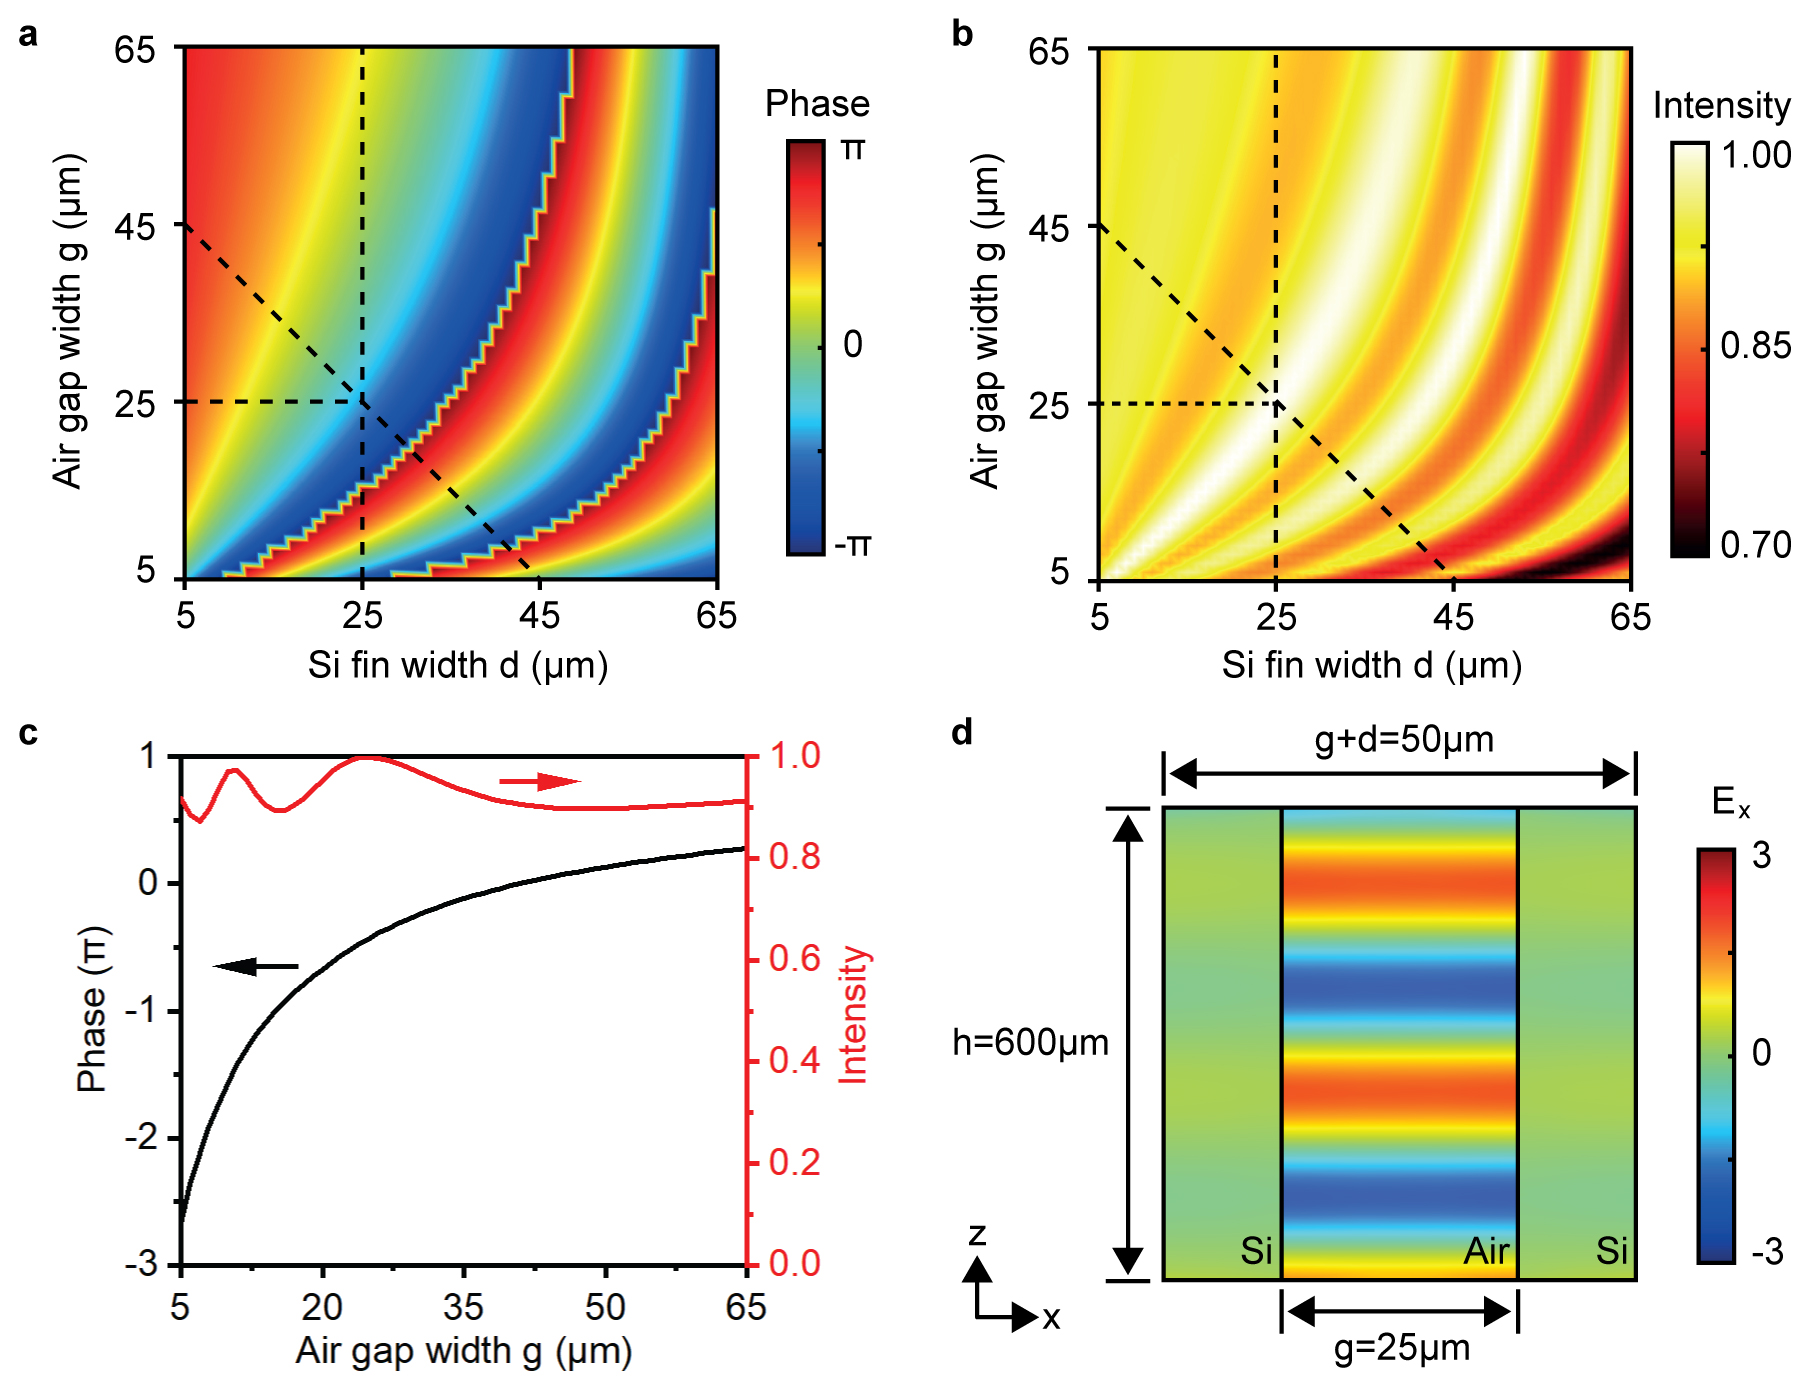 a
65
45
25
5
Air gap width g (μm)
5 25 45 65
Si fin width d (μm)
Phase
π
0
-π
b
65
45
25
5
Air gap width g (μm)
5 25 45 65
Si fin width d (μm)
Intensity
1.00
0.85
0.70
c
1
0
-1
-2
-3
Phase (π)
1.0
0.8
0.6
0.4
0.2
0.0
Intensity
5 20 35 50 65
Air gap width g (μm)
d
g+d=50μm
h=600μm
Si Air Si
g=25μm
z
x
Ex
3
0
-3